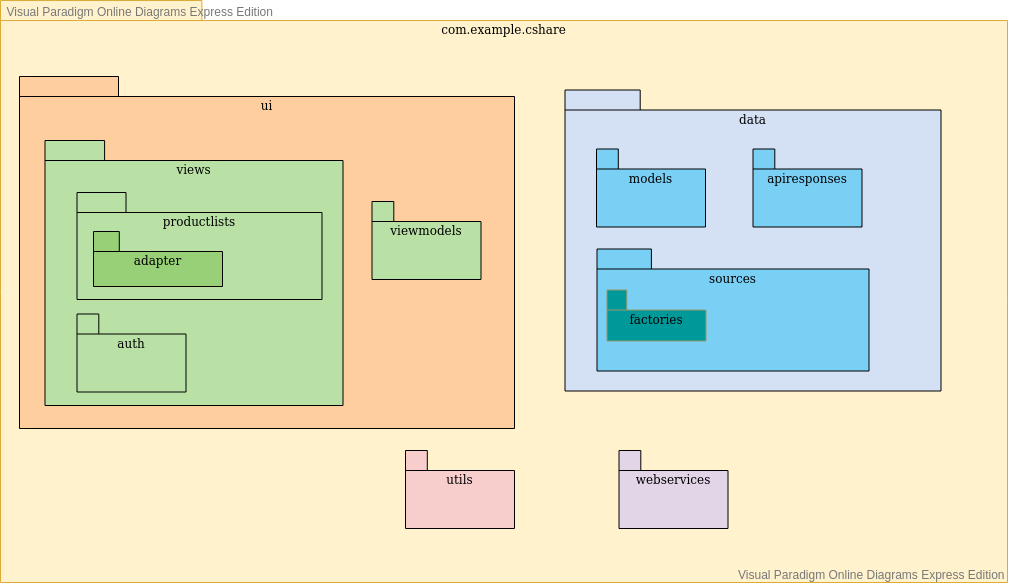 Visual Paradigm Online Diagrams Express Edition
com.example.cshare
ui
views
productlists
adapter
auth
viewmodels
data
models
apiresponses
sources
factories
utils
webservices
Visual Paradigm Online Diagrams Express Edition